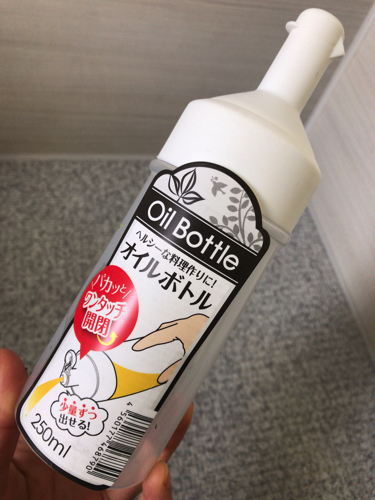 Oil Bottle
ヘルシーな料理作りに!
オイルボトル
パカッと
ワンタッチ
開閉
少量ずつ
出せる!
250ml
4560177468790